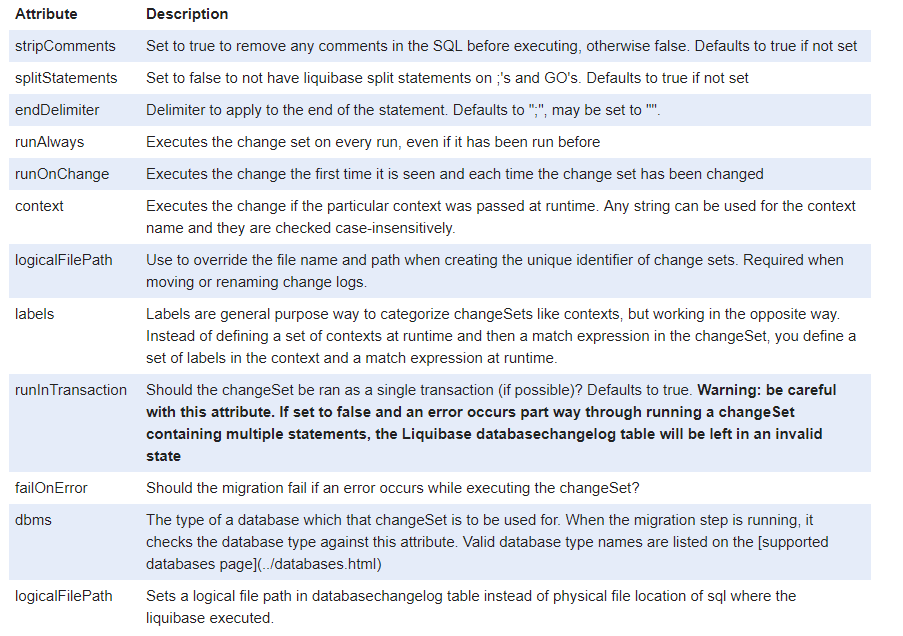 Attribute Description
stripComments Set to true to remove any comments in the SQL before executing, otherwise false. Defaults to true if not set
splitStatements Set to false to not have liquibase split statements on ;'s and GO's. Defaults to true if not set
endDelimiter Delimiter to apply to the end of the statement. Defaults to ";", may be set to "".
runAlways Executes the change set on every run, even if it has been run before
runOnChange Executes the change the first time it is seen and each time the change set has been changed
context Executes the change if the particular context was passed at runtime. Any string can be used for the context
name and they are checked case-insensitively.
logicalFilePath Use to override the file name and path when creating the unique identifier of change sets. Required when
moving or renaming change logs.
labels Labels are general purpose way to categorize changeSets like contexts, but working in the opposite way.
Instead of defining a set of contexts at runtime and then a match expression in the changeSet, you define a
set of labels in the context and a match expression at runtime.
runInTransaction Should the changeSet be ran as a single transaction (if possible)? Defaults to true. Warning: be careful
with this attribute. If set to false and an error occurs part way through running a changeSet
containing multiple statements, the Liquibase databasechangelog table will be left in an invalid
state
failOnError Should the migration fail if an error occurs while executing the changeSet?
dbms The type of a database which that changeSet is to be used for. When the migration step is running, it
checks the database type against this attribute. Valid database type names are listed on the [supported
databases page](../databases.html)
logicalFilePath Sets a logical file path in databasechangelog table instead of physical file location of sql where the
liquibase executed.